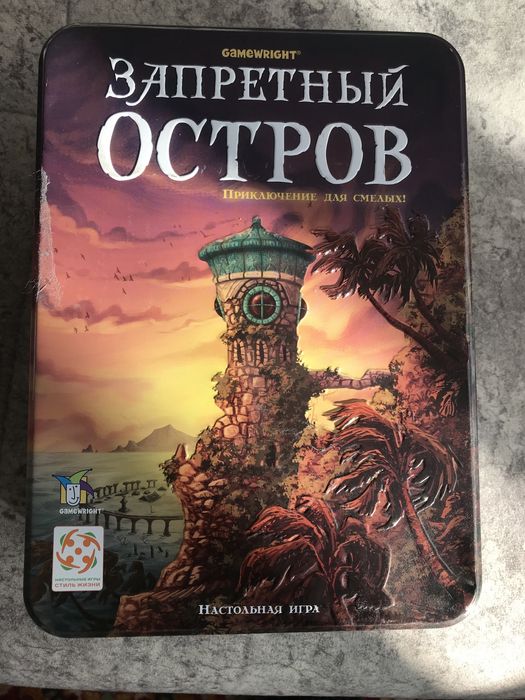 GAMEWRIGHT®
ЗАПРЕТНЫЙ
ОСТРОВ
ПРИКЛЮЧЕНИЕ ДЛЯ СМЕЛЫХ!
GAMEWRIGHT
НАСТОЛЬНЫЕ ИГРЫ
СТИЛЬ ЖИЗНИ
НАСТОЛЬНАЯ ИГРА